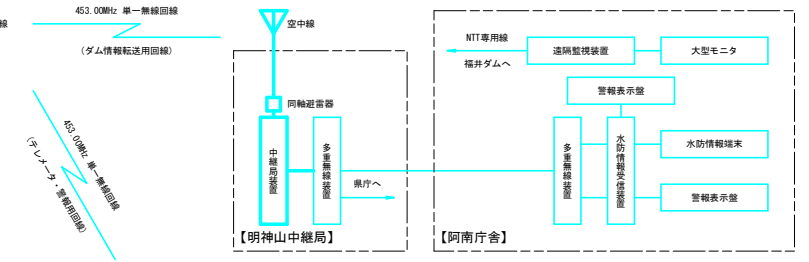 453.00MHz 単一無線回線
線
(ダム情報転送用回線)
453.00MHz 単一無線回線
(テレメータ・警報用回線)
空中線
同軸避雷器
中継局装置
多重無線装置
県庁へ
【明神山中継局】
NTT専用線
福井ダムへ
遠隔監視装置
大型モニタ
警報表示盤
多重無線装置
水防情報受信装置
水防情報端末
警報表示盤
【阿南庁舎】